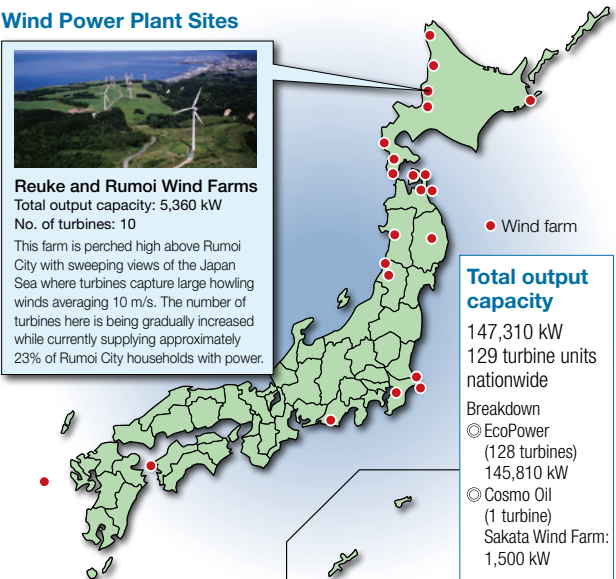 Wind Power Plant Sites
Reuke and Rumoi Wind Farms
Total output capacity: 5,360 kW
No. of turbines: 10
This farm is perched high above Rumoi
City with sweeping views of the Japan
Sea where turbines capture large howling
winds averaging 10 m/s. The number of
turbines here is being gradually increased
while currently supplying approximately
23% of Rumoi City households with power.
Wind farm
Total output
capacity
147,310 kW
129 turbine units
nationwide
Breakdown
◎ EcoPower
(128 turbines)
145,810 kW
◎ Cosmo Oil
(1 turbine)
Sakata Wind Farm:
1,500 kW